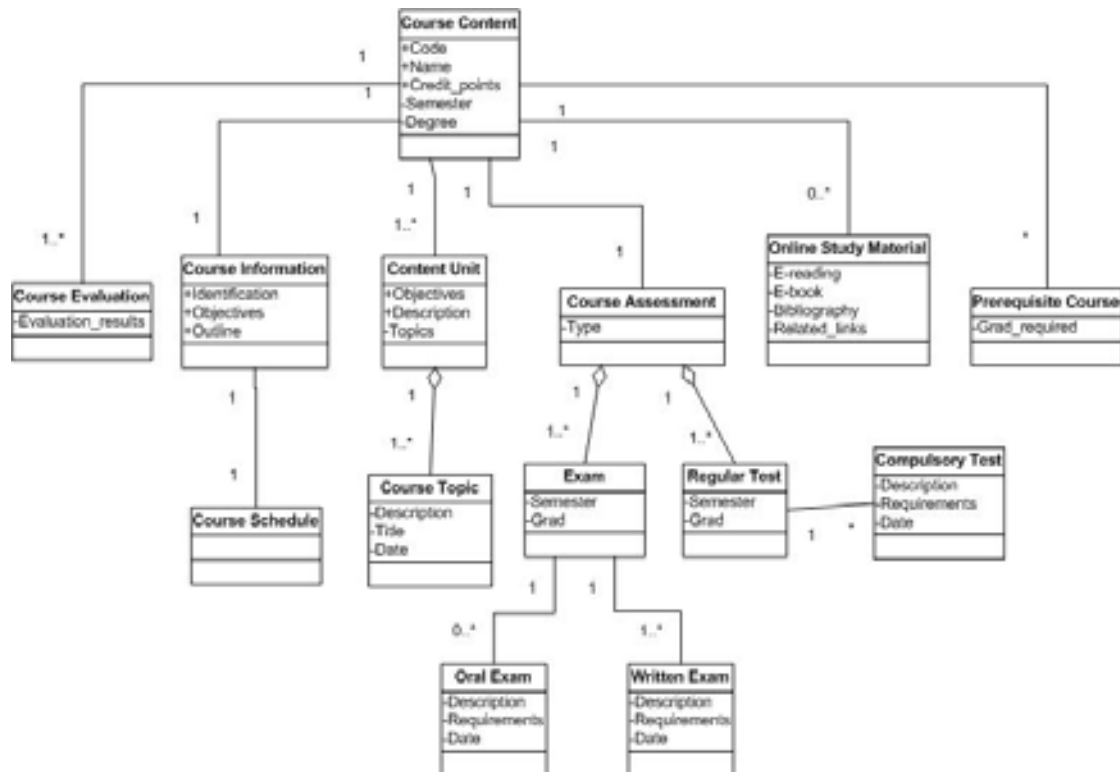 Course Content
+Code
+Name
+Credit_points
-Semester
-Degree
1
1
1
1
1
1
1
1..*
1..*
1
0..*
*
Course Evaluation
-Evaluation_results
Course Information
+Identification
+Objectives
+Outline
Content Unit
+Objectives
+Description
-Topics
Course Assessment
-Type
Online Study Material
-E-reading
-E-book
-Bibliography
-Related_links
Prerequisite Course
-Grad_required
1
1
1
1..*
1
1..*
1
1..*
Course Schedule
Course Topic
-Description
-Title
-Date
Exam
-Semester
-Grad
Regular Test
-Semester
-Grad
1
*
Compulsory Test
-Description
-Requirements
-Date
1
1
0..*
1..*
Oral Exam
-Description
-Requirements
-Date
Written Exam
-Description
-Requirements
-Date